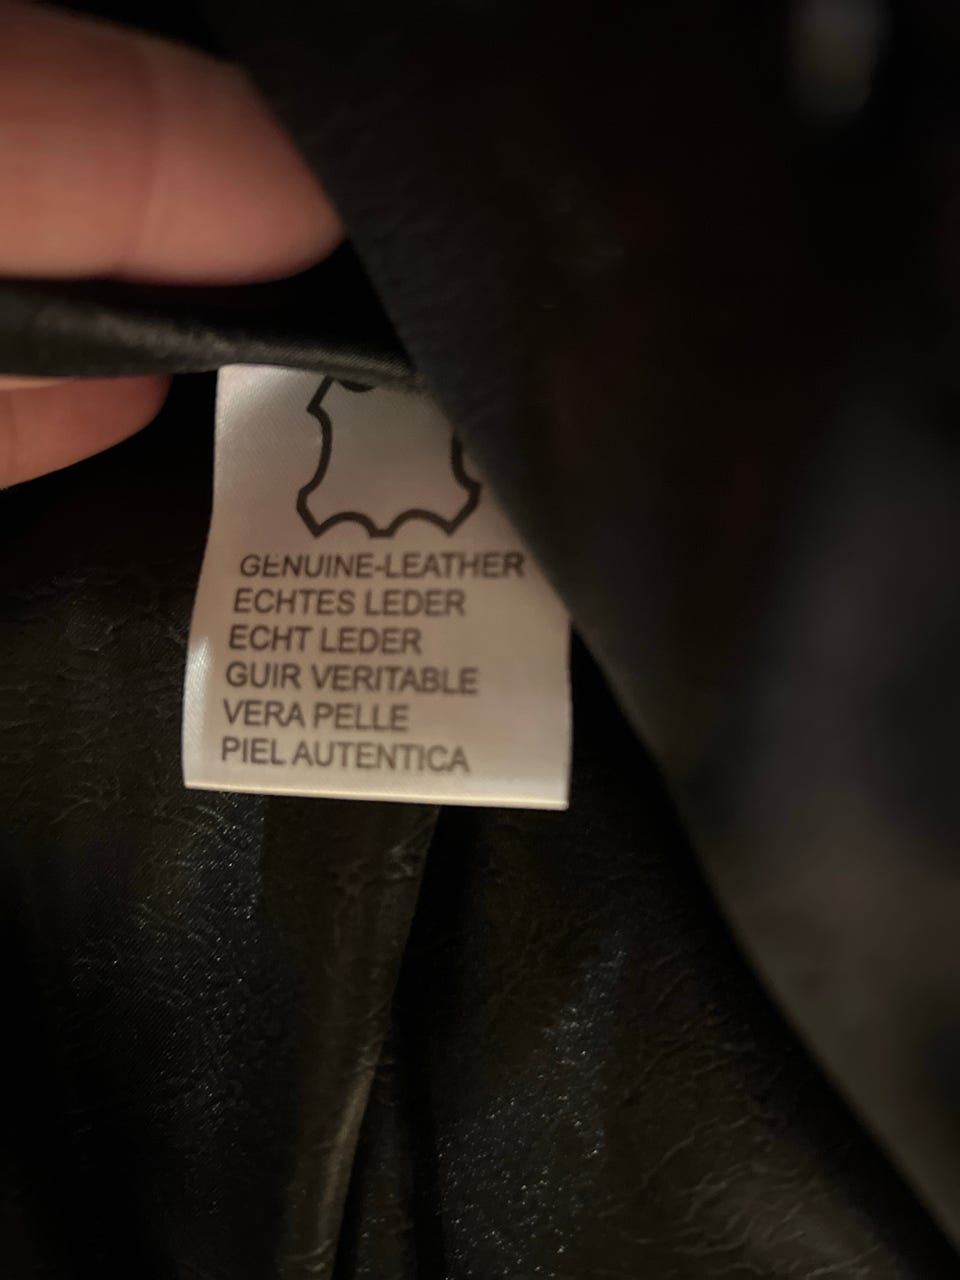 GENUINE-LEATHER
ECHTES LEDER
ECHT LEDER
GUIR VERITABLE
VERA PELLE
PIEL AUTENTICA